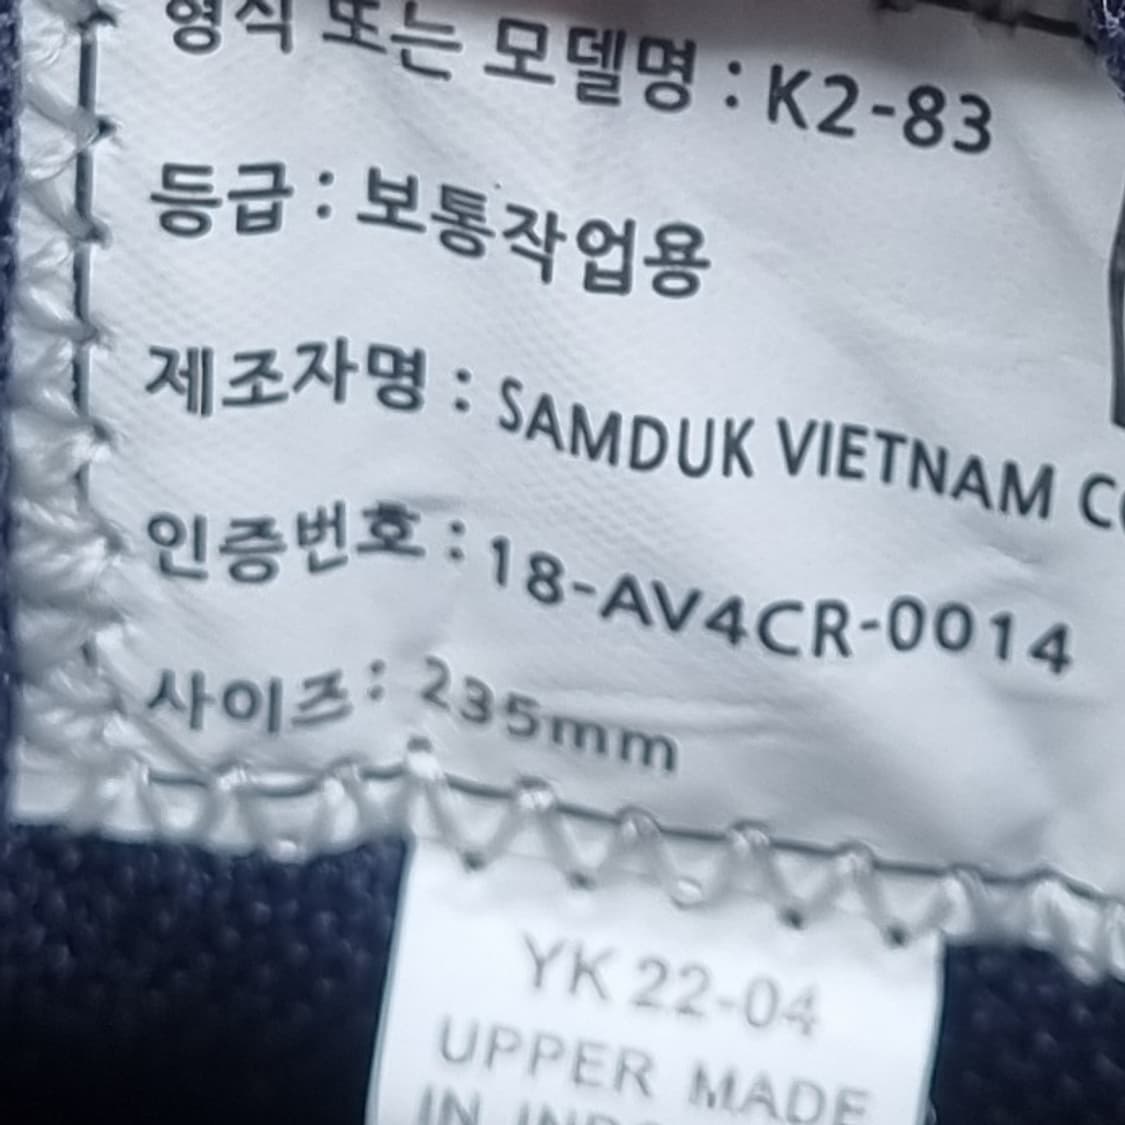 형식 또는 모델명 : K2-83
등급 : 보통작업용
제조자명 : SAMDUK VIETNAM
인증번호 : 18-AV4CR-0014
사이즈 : 235mm
YK 22-04
UPPER MADE
IN